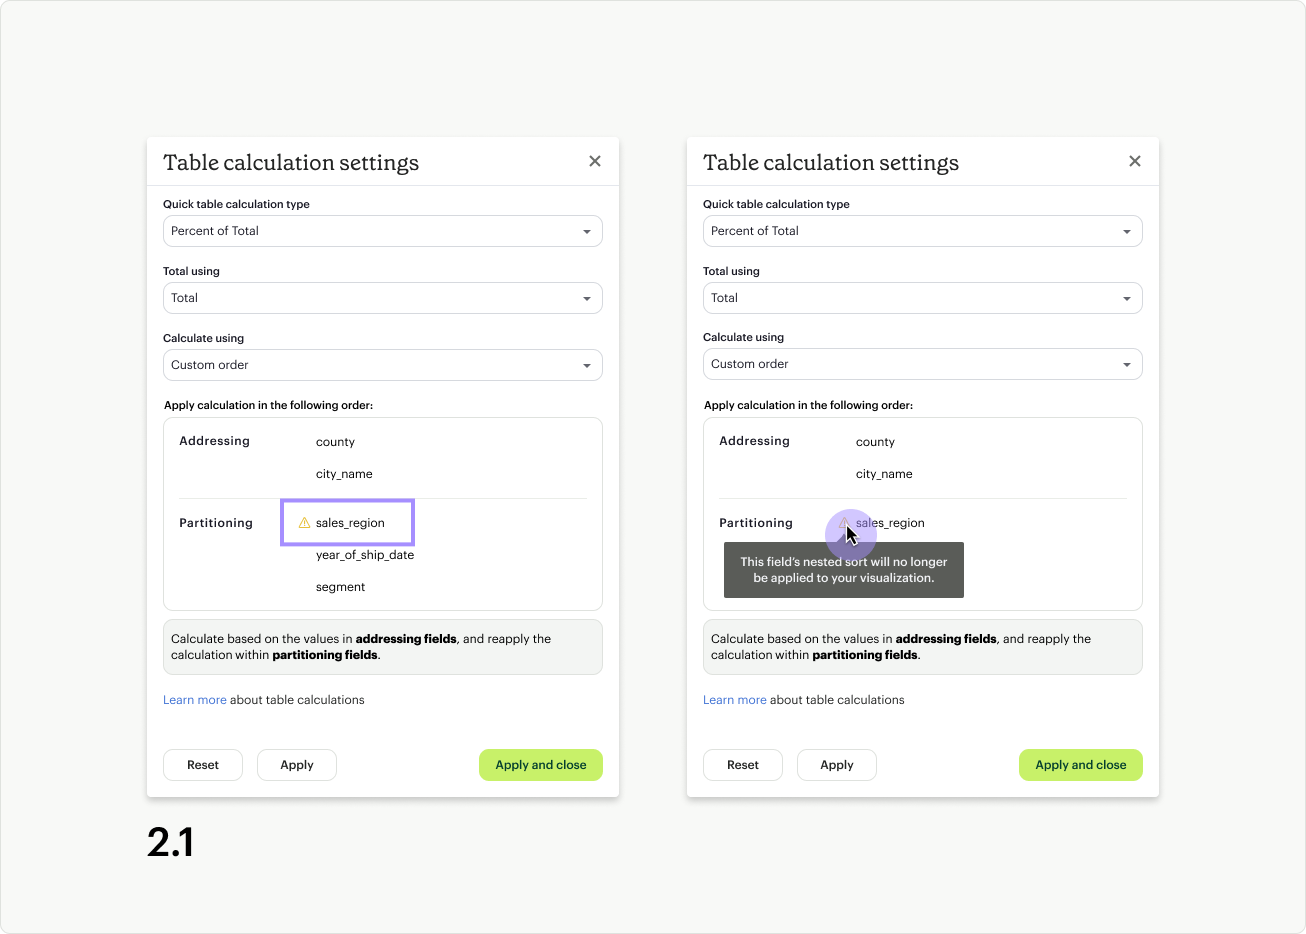 Table calculation settings
Quick table calculation type
Percent of Total
Total using
Total
Calculate using
Custom order
Apply calculation in the following order:
Addressing
county
city_name
Partitioning
sales_region
year_of_ship_date
segment
Calculate based on the values in addressing fields, and reapply the
calculation within partitioning fields.
Learn more about table calculations
Reset
Apply
Apply and close
Table calculation settings
Quick table calculation type
Percent of Total
Total using
Total
Calculate using
Custom order
Apply calculation in the following order:
Addressing
county
city_name
Partitioning
sales_region
This field’s nested sort will no longer
be applied to your visualization.
Calculate based on the values in addressing fields, and reapply the
calculation within partitioning fields.
Learn more about table calculations
Reset
Apply
Apply and close
2.1